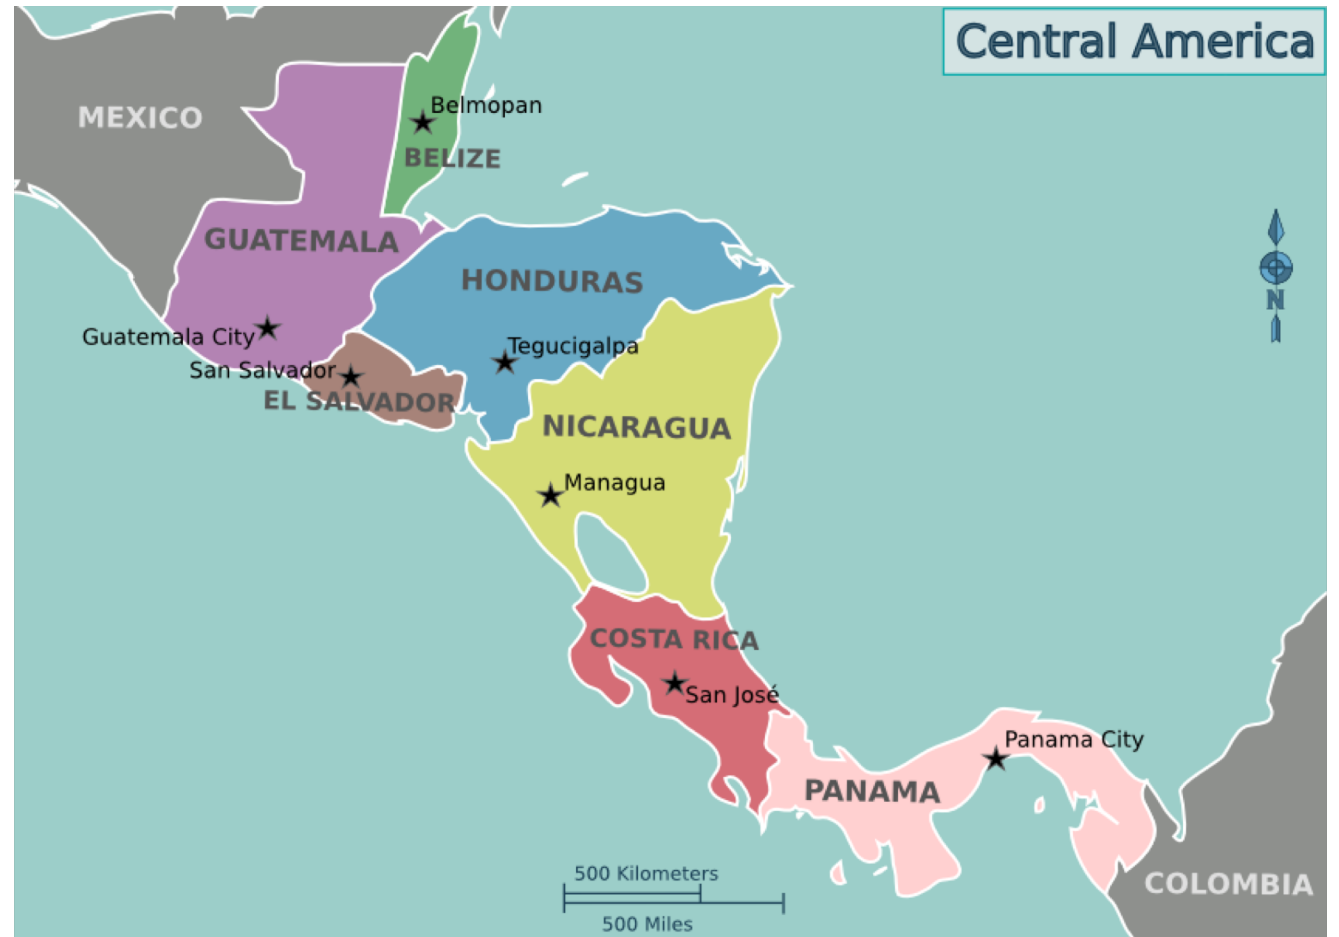 Central America
MEXICO
Belmopan
BELIZE
GUATEMALA
HONDURAS
N
Guatemala City
Tegucigalpa
San Salvador
EL SALVADOR
NICARAGUA
Managua
COSTA RICA
San José
Panama City
PANAMA
500 Kilometers
COLOMBIA
500 Miles